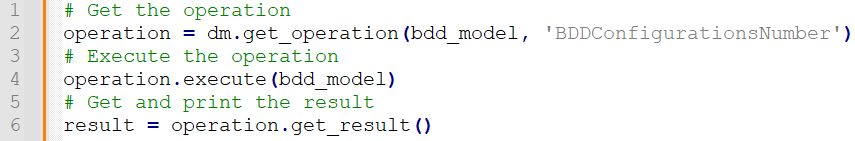 1 # Get the operation
2 operation = dm.get_operation(bdd_model, 'BDDConfigurationsNumber')
3 # Execute the operation
4 operation.execute(bdd_model)
5 # Get and print the result
6 result = operation.get_result()